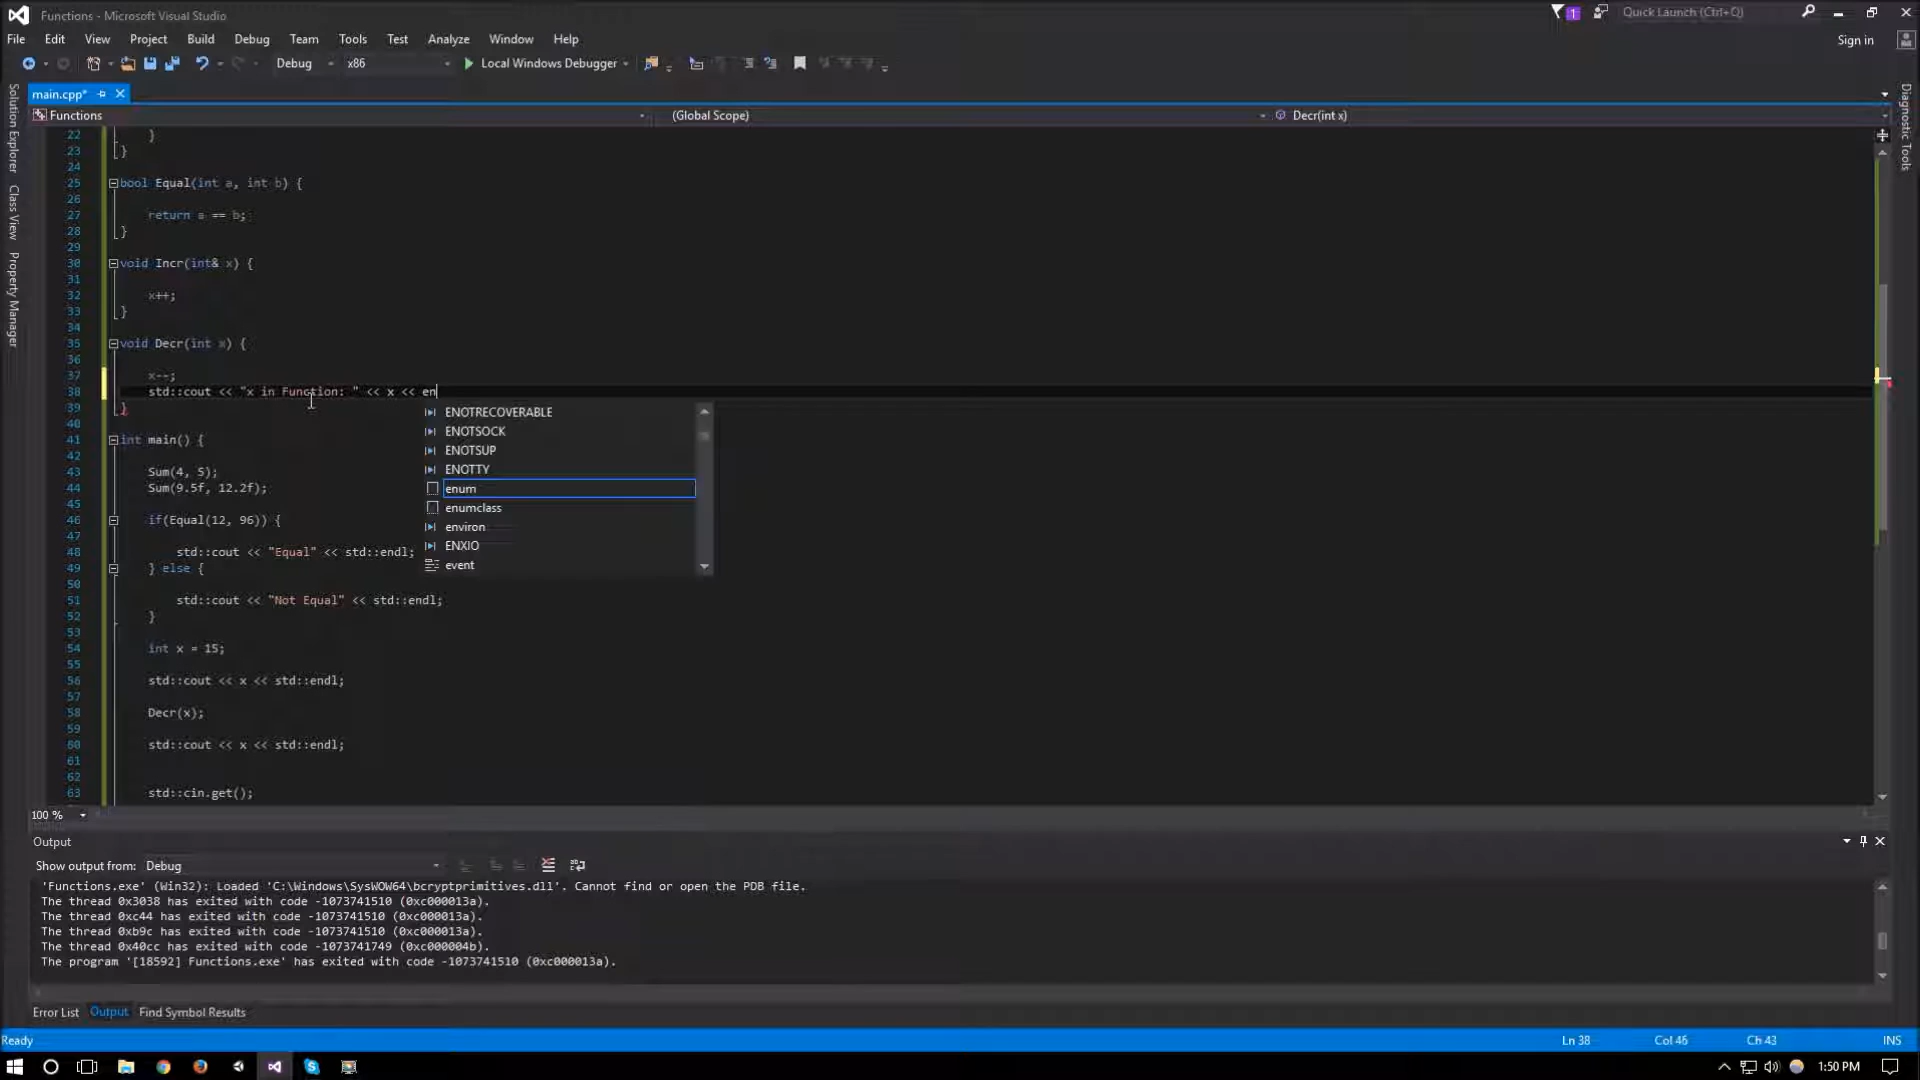 Functions - Microsoft Visual Studio
1
Quick Launch (Ctrl+Q)
File Edit View Project Build Debug Team Tools Test Analyze Window Help
Sign in
Debug x86 Local Windows Debugger
main.cpp*
Functions (Global Scope) Decr(int x)
Solution Explorer
Class View
Property Manager
Diagnostic Tools
22 }
23 }
24
25 bool Equal(int a, int b) {
26
27 return a == b;
28 }
29
30 void Incr(int& x) {
31
32 x++;
33 }
34
35 void Decr(int x) {
36
37 x--;
38 std::cout << "x in Function: " << x << en
39 }
40
41 int main() {
42
43 Sum(4, 5);
44 Sum(9.5f, 12.2f);
45
46 if(Equal(12, 96)) {
47
48 std::cout << "Equal" << std::endl;
49 } else {
50
51 std::cout << "Not Equal" << std::endl;
52 }
53
54 int x = 15;
55
56 std::cout << x << std::endl;
57
58 Decr(x);
59
60 std::cout << x << std::endl;
61
62
63 std::cin.get();
ENOTRECOVERABLE
ENOTSOCK
ENOTSUP
ENOTTY
enum
enumclass
environ
ENXIO
event
100 %
Output
Show output from: Debug
'Functions.exe' (Win32): Loaded 'C:\Windows\SysWOW64\bcryptprimitives.dll'. Cannot find or open the PDB file.
The thread 0x3038 has exited with code -1073741510 (0xc000013a).
The thread 0xc44 has exited with code -1073741510 (0xc000013a).
The thread 0xb9c has exited with code -1073741510 (0xc000013a).
The thread 0x40cc has exited with code -1073741749 (0xc000004b).
The program '[18592] Functions.exe' has exited with code -1073741510 (0xc000013a).
Error List Output Find Symbol Results
Ready Ln 38 Col 46 Ch 43 INS
1:50 PM